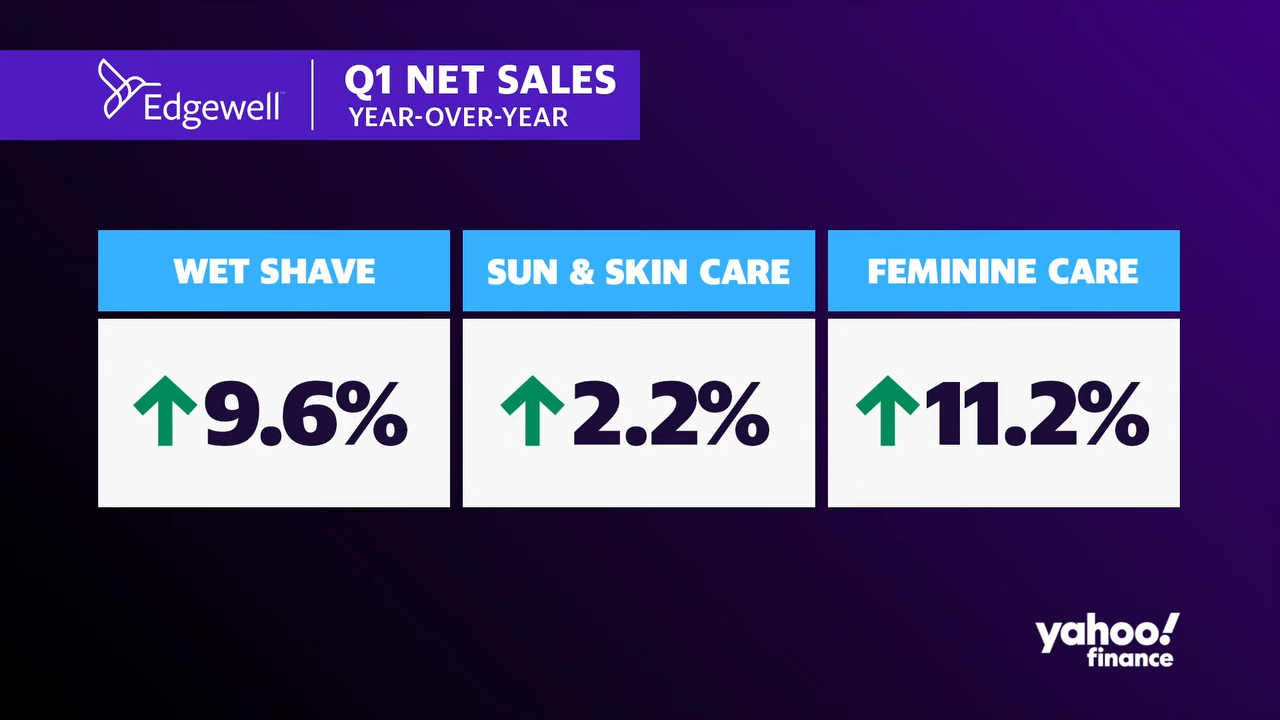 Edgewell™
Q1 NET SALES
YEAR-OVER-YEAR
WET SHAVE
SUN & SKIN CARE
FEMININE CARE
↑9.6%
↑2.2%
↑11.2%
yahoo!
finance